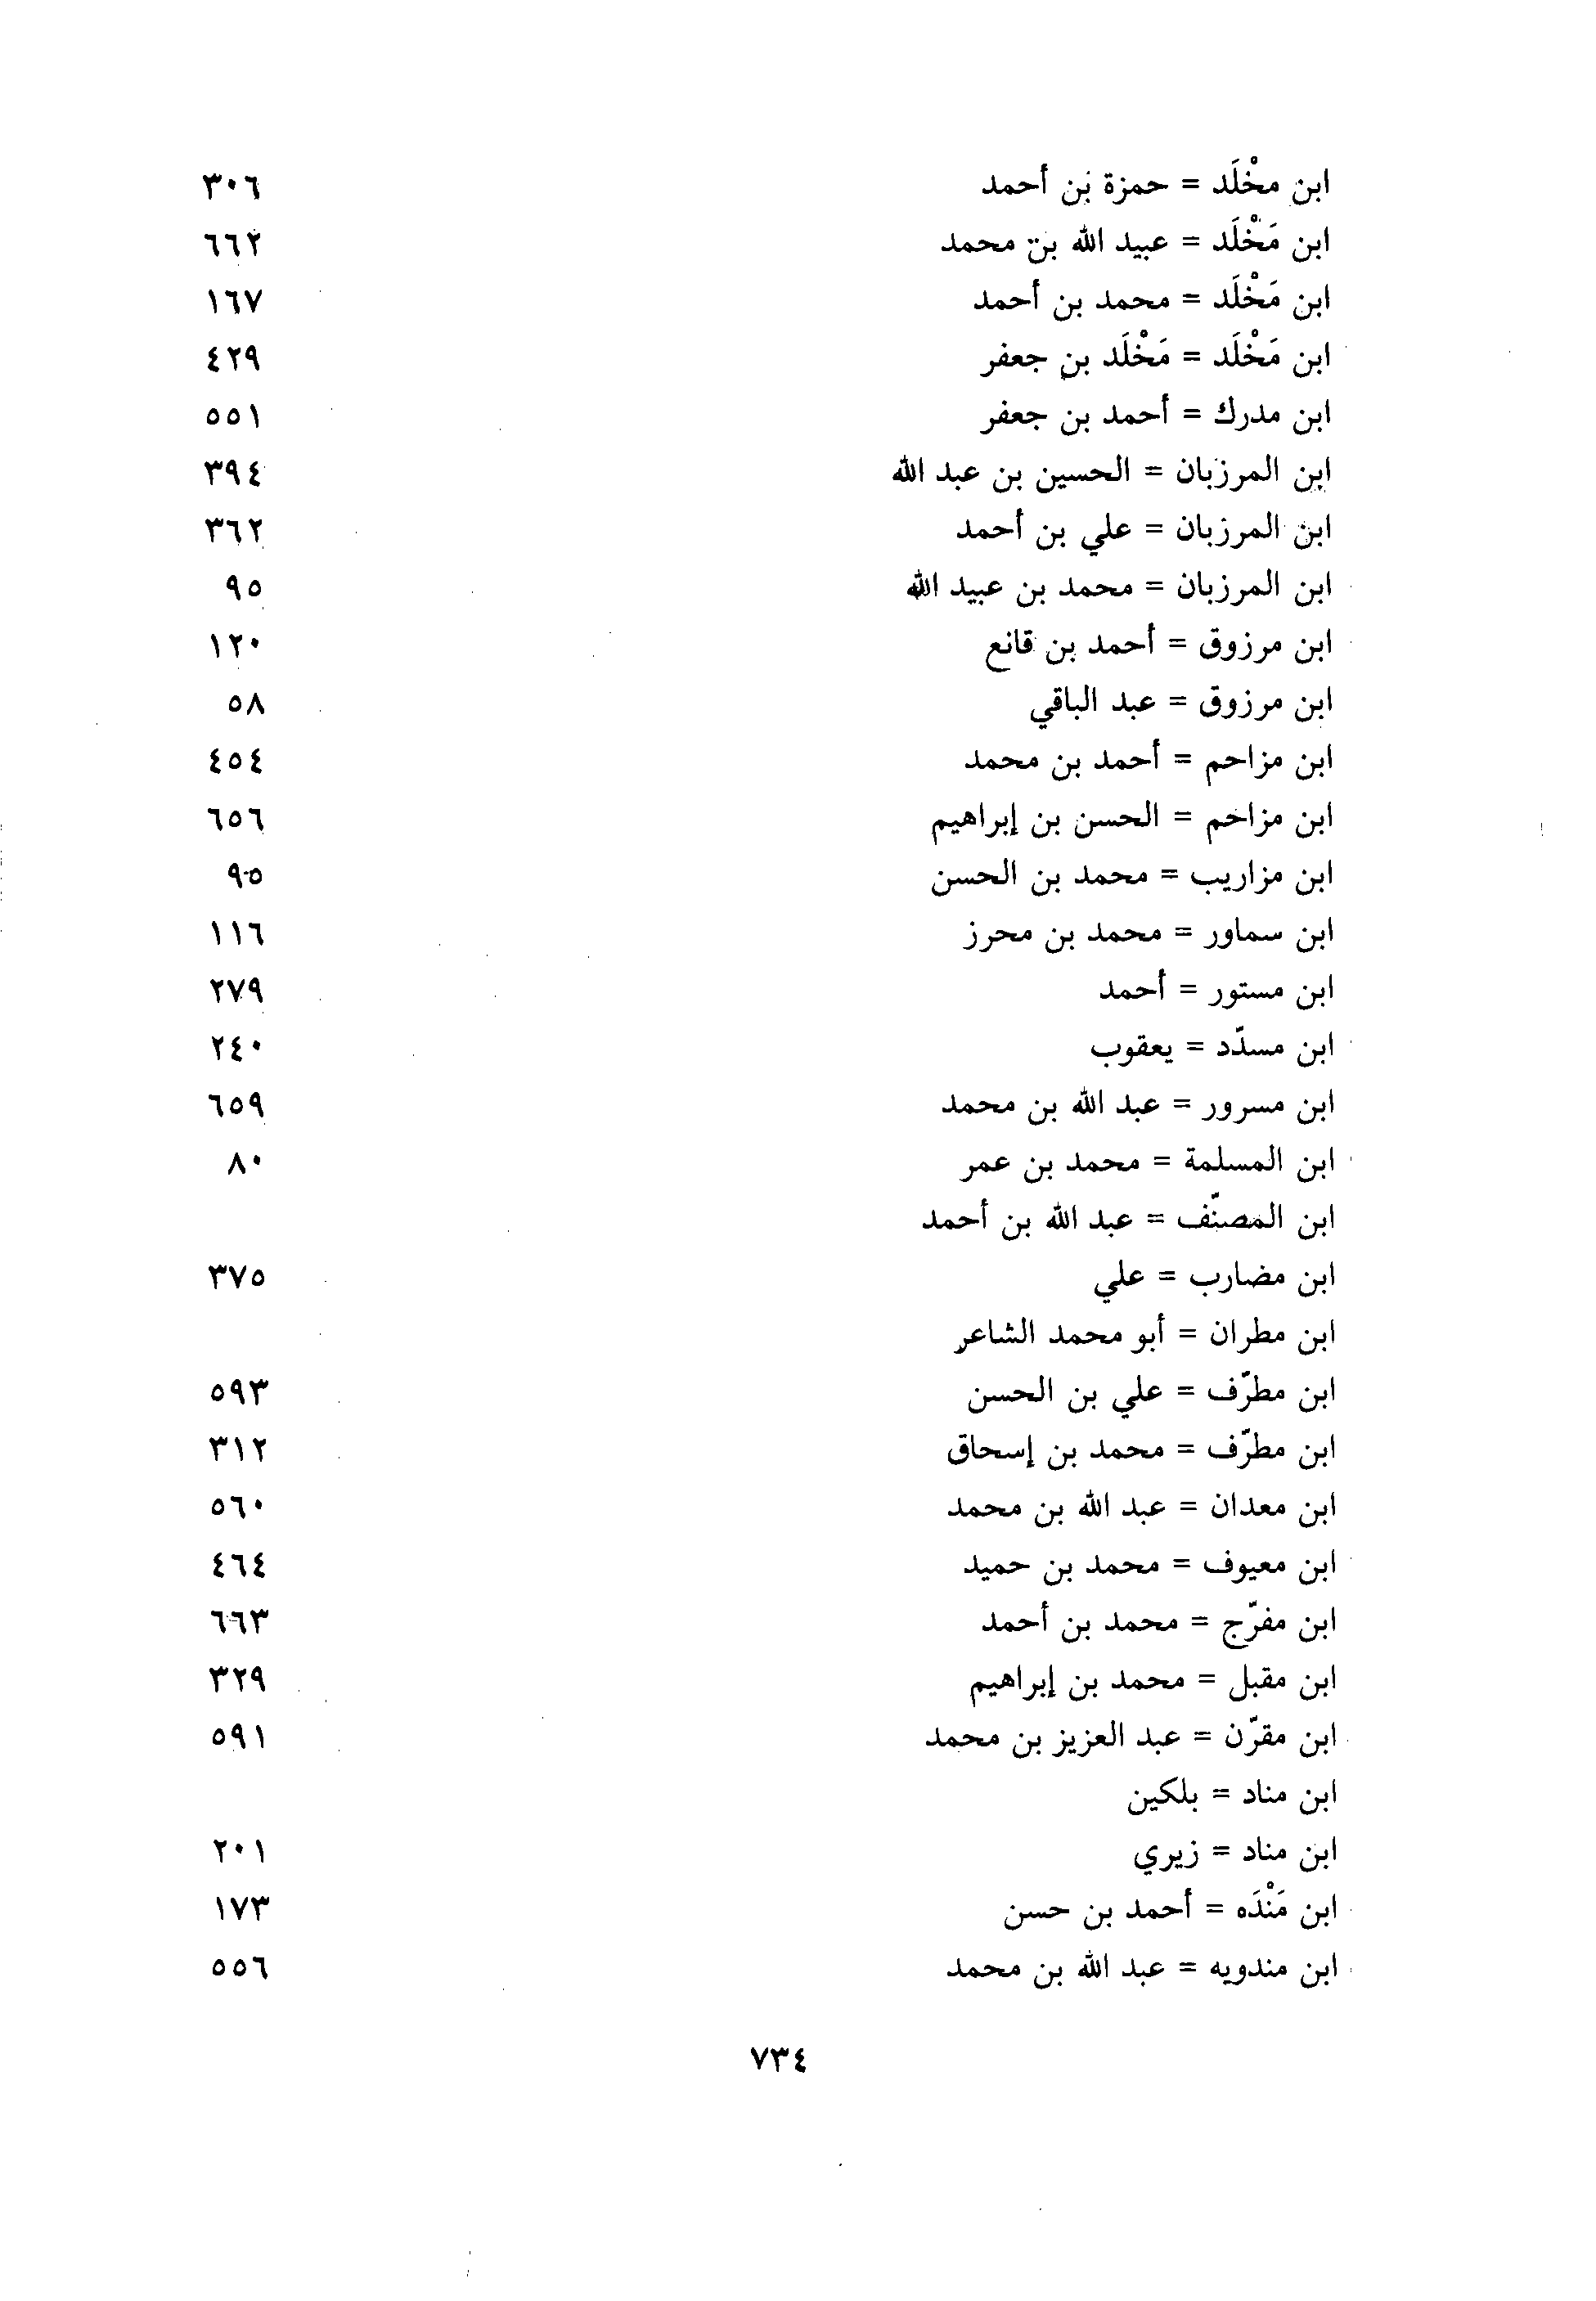 ابن مخْلَد = حمزة بن أحمد ٣٠٦
ابن مَخْلَد = عبيد الله بن محمد ٦٦٢
ابن مَخْلَد = محمد بن أحمد ١٦٧
ابن مَخْلَد = مَخْلَد بن جعفر ٤٢٩
ابن مدرك = أحمد بن جعفر ٥٥١
ابن المرزبان = الحسين بن عبد الله ٣٩٤
ابن المرزبان = علي بن أحمد ٣٦٢
ابن المرزبان = محمد بن عبيد الله ٩٥
ابن مرزوق = أحمد بن قانع ١٢٠
ابن مرزوق = عبد الباقي ٥٨
ابن مزاحم = أحمد بن محمد ٤٥٤
ابن مزاحم = الحسن بن إبراهيم ٦٥٦
ابن مزاريب = محمد بن الحسن ٩٥
ابن سماور = محمد بن محرز ١١٦
ابن مستور = أحمد ٢٧٩
ابن مسدّد = يعقوب ٢٤٠
ابن مسرور = عبد الله بن محمد ٦٥٩
ابن المسلمة = محمد بن عمر ٨٠
ابن المصنّف = عبد الله بن أحمد
ابن مضارب = علي ٣٧٥
ابن مطران = أبو محمد الشاعر
ابن مطرّف = علي بن الحسن ٥٩٣
ابن مطرّف = محمد بن إسحاق ٣١٢
ابن معدان = عبد الله بن محمد ٥٦٠
ابن معيوف = محمد بن حميد ٤٦٤
ابن مفرّج = محمد بن أحمد ٦٦٣
ابن مقبل = محمد بن إبراهيم ٣٢٩
ابن مقرّن = عبد العزيز بن محمد ٥٩١
ابن مناد = بلكين
ابن مناد = زيري ٢٠١
ابن مَنْدَه = أحمد بن حسن ١٧٣
ابن مندويه = عبد الله بن محمد ٥٥٦
٧٣٤